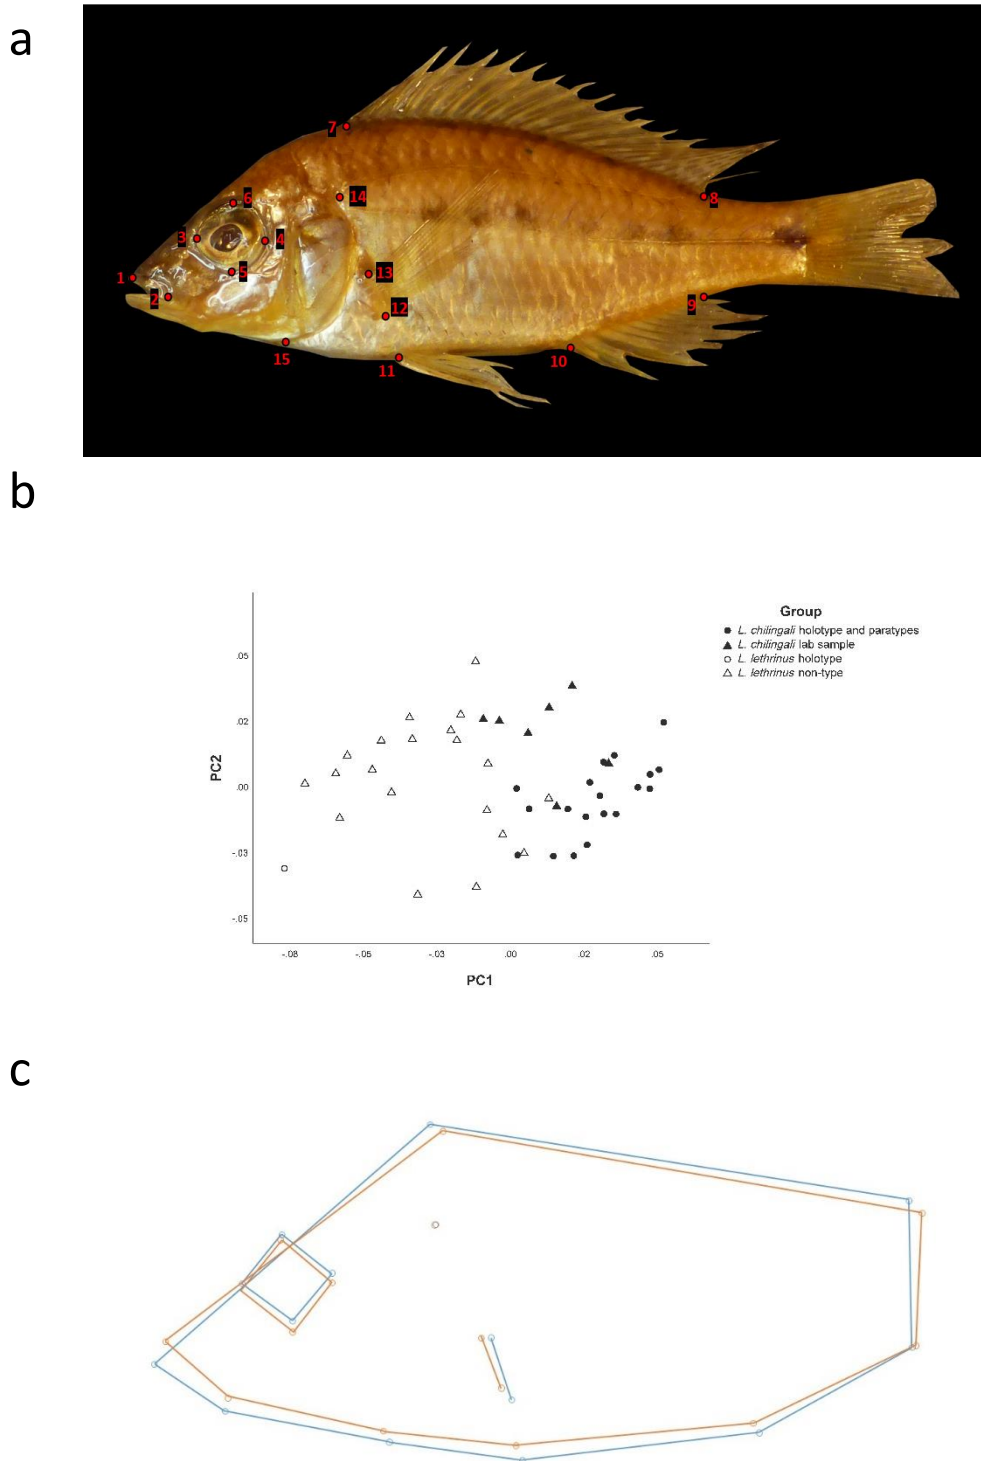 a
7
6
14
8
3
4
5
1
13
2
9
12
15
11
10
b
Group
L. chilingali holotype and paratypes
L. chilingali lab sample
L. lethrinus holotype
L. lethrinus non-type
.05
.02
PC2
.00
-.03
-.05
-.08 -.05 -.03 .00 .02 .05
PC1
c